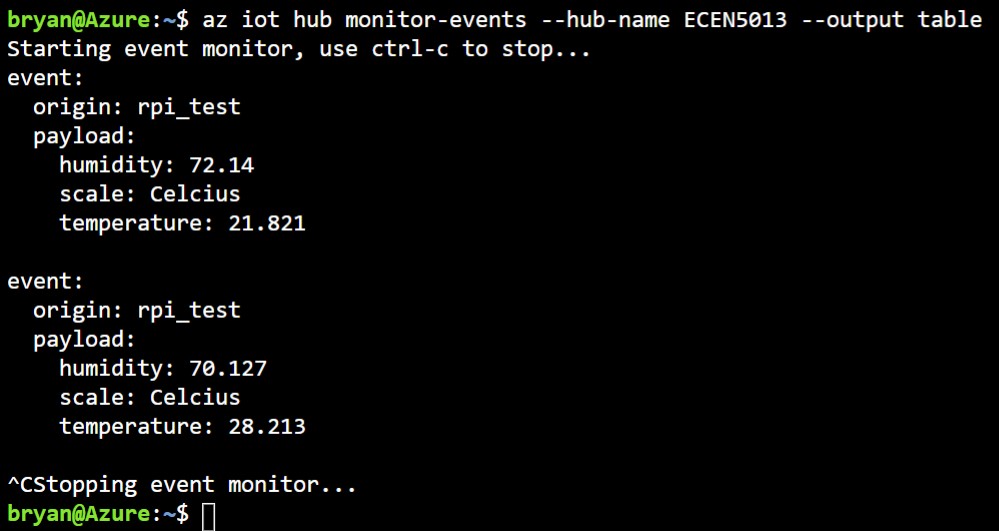 bryan@Azure:~$ az iot hub monitor-events --hub-name ECEN5013 --output table
Starting event monitor, use ctrl-c to stop...
event:
  origin: rpi_test
  payload:
    humidity: 72.14
    scale: Celcius
    temperature: 21.821

event:
  origin: rpi_test
  payload:
    humidity: 70.127
    scale: Celcius
    temperature: 28.213

^CStopping event monitor...
bryan@Azure:~$